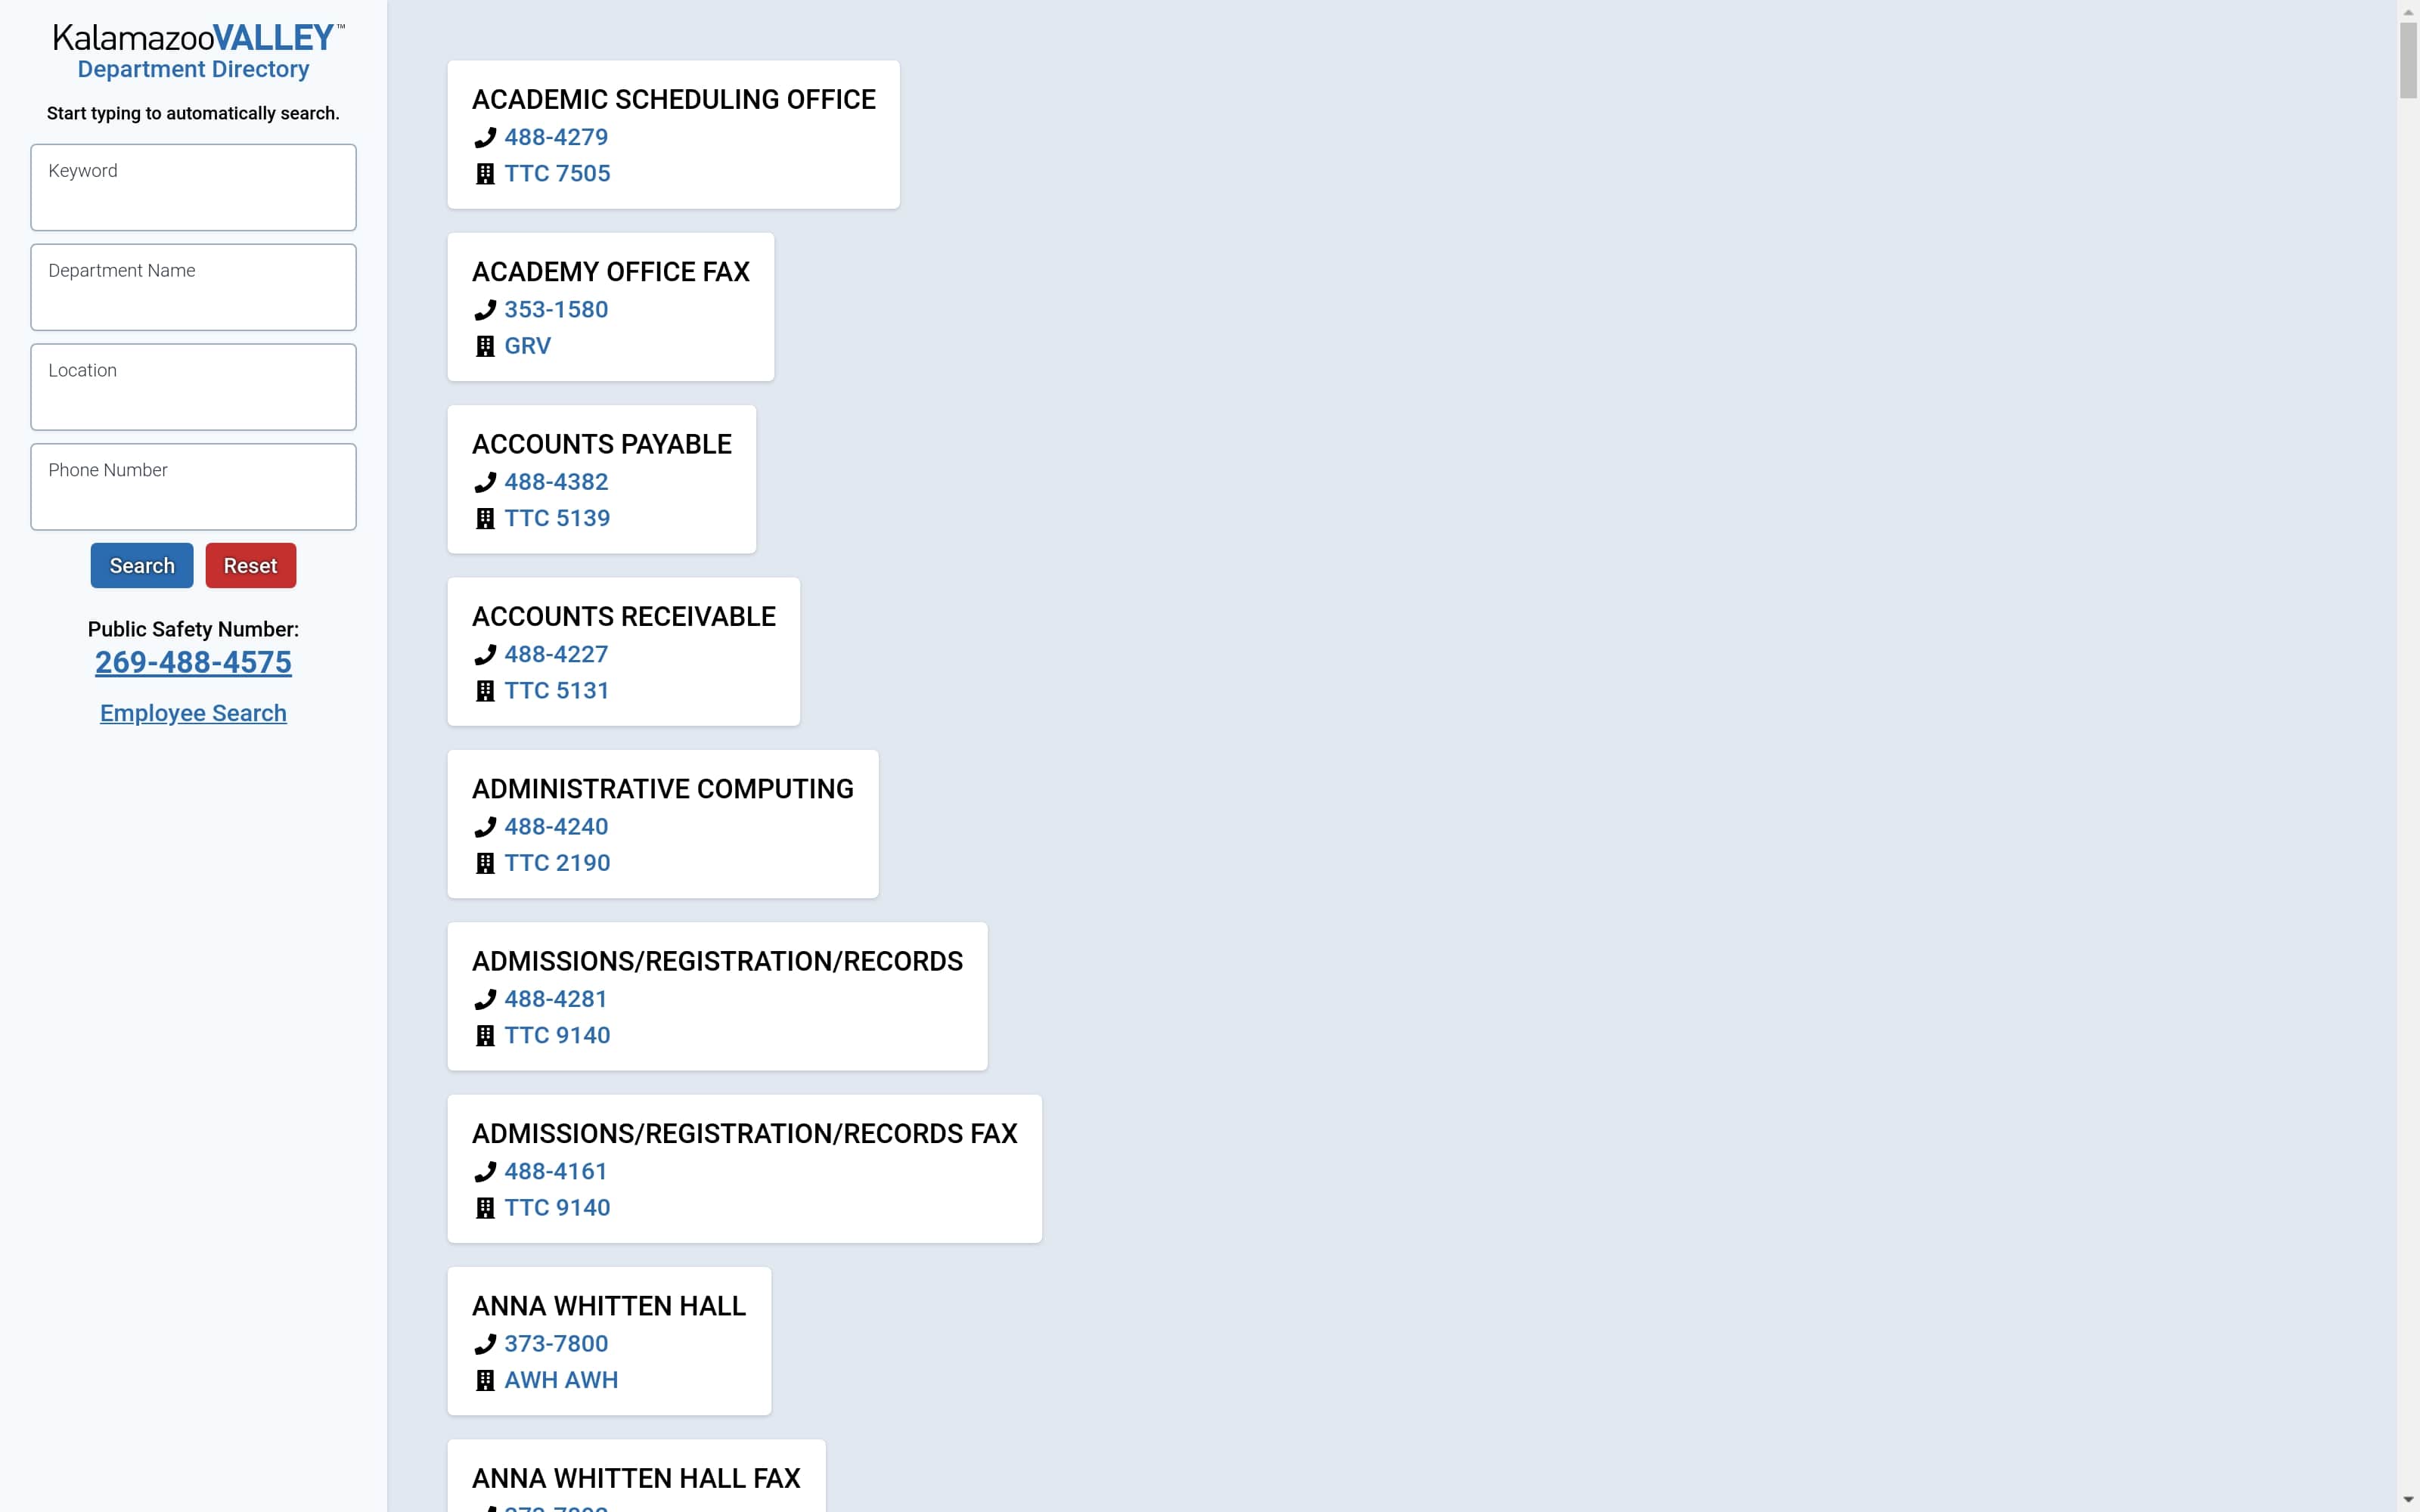 KalamazooVALLEY™
Department Directory
Start typing to automatically search.
Keyword
Department Name
Location
Phone Number
Search Reset
Public Safety Number:
269-488-4575
Employee Search
ACADEMIC SCHEDULING OFFICE
488-4279
TTC 7505
ACADEMY OFFICE FAX
353-1580
GRV
ACCOUNTS PAYABLE
488-4382
TTC 5139
ACCOUNTS RECEIVABLE
488-4227
TTC 5131
ADMINISTRATIVE COMPUTING
488-4240
TTC 2190
ADMISSIONS/REGISTRATION/RECORDS
488-4281
TTC 9140
ADMISSIONS/REGISTRATION/RECORDS FAX
488-4161
TTC 9140
ANNA WHITTEN HALL
373-7800
AWH AWH
ANNA WHITTEN HALL FAX